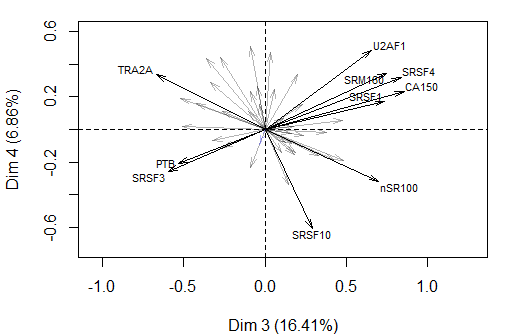 0.6
U2AF1
TRA2A
SRM160
SRSF4
CA150
SRSF1
0.2
Dim 4 (6.86%)
-0.2
PTB
SRSF3
nSR100
-0.6
SRSF10
-1.0 -0.5 0.0 0.5 1.0
Dim 3 (16.41%)